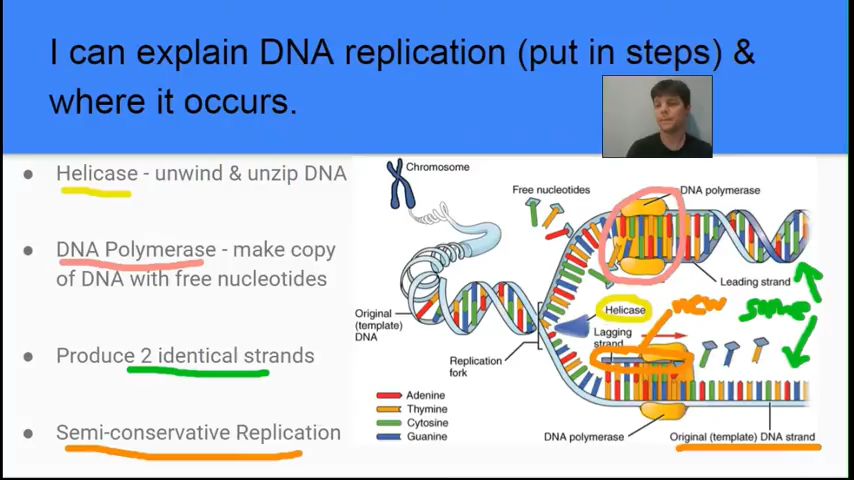 I can explain DNA replication (put in steps) &
where it occurs.
Helicase - unwind & unzip DNA
DNA Polymerase - make copy
of DNA with free nucleotides
Produce 2 identical strands
Semi-conservative Replication
Chromosome
Free nucleotides
DNA polymerase
Leading strand
Original
(template)
DNA
Helicase
new
same
Lagging
strand
Replication
fork
Adenine
Thymine
Cytosine
Guanine
DNA polymerase
Original (template) DNA strand